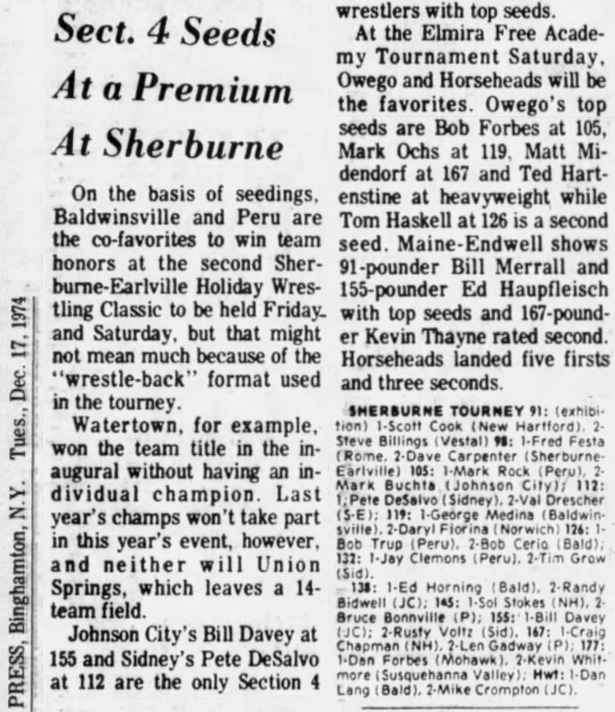 Sect. 4 Seeds
At a Premium
At Sherburne
On the basis of seedings,
Baldwinsville and Peru are
the co-favorites to win team
honors at the second Sher-
burne-Earlville Holiday Wres-
tling Classic to be held Friday
and Saturday, but that might
not mean much because of the
"wrestle-back" format used
in the tourney.
Watertown, for example,
won the team title in the in-
augural without having an in-
dividual champion. Last
year's champs won't take part
in this year's event, however,
and neither will Union
Springs, which leaves a 14-
team field.
Johnson City's Bill Davey at
155 and Sidney's Pete DeSalvo
at 112 are the only Section 4
wrestlers with top seeds.
At the Elmira Free Acade-
my Tournament Saturday,
Owego and Horseheads will be
the favorites. Owego's top
seeds are Bob Forbes at 105,
Mark Ochs at 119, Matt Mi-
dendorf at 167 and Ted Hart-
enstine at heavyweight while
Tom Haskell at 126 is a second
seed. Maine-Endwell shows
91-pounder Bill Merrall and
155-pounder Ed Haupfleisch
with top seeds and 167-pound-
er Kevin Thayne rated second.
Horseheads landed five firsts
and three seconds.
SHERBURNE TOURNEY 91: (exhibi-
tion) 1-Scott Cook (New Hartford), 2-
Steve Billings (Vestal) 98: 1-Fred Festa
(Rome, 2-Dave Carpenter (Sherburne-
Earlville) 105: 1-Mark Rock (Peru), 2-
Mark Buchta (Johnson City); 112:
1-Pete DeSalvo (Sidney), 2-Val Drescher
(S-E); 119: 1-George Medina (Baldwin-
sville), 2-Daryl Fiorina (Norwich) 126: 1-
Bob Trup (Peru), 2-Bob Cerio (Bald);
132: 1-Jay Clemons (Peru), 2-Tim Grow
(Sid).
138: 1-Ed Horning (Bald), 2-Randy
Bidwell (JC); 145: 1-Sol Stokes (NH), 2-
Bruce Bonnville (P); 155: 1-Bill Davey
(JC); 2-Rusty Voltz (Sid), 167: 1-Craig
Chapman (NH), 2-Len Gadway (P); 177:
1-Dan Forbes (Mohawk), 2-Kevin Whit-
more (Susquehanna Valley); Hwt: 1-Dan
Lang (Bald), 2-Mike Crompton (JC).
PRESS, Binghamton, N.Y. Tues., Dec. 17, 1974